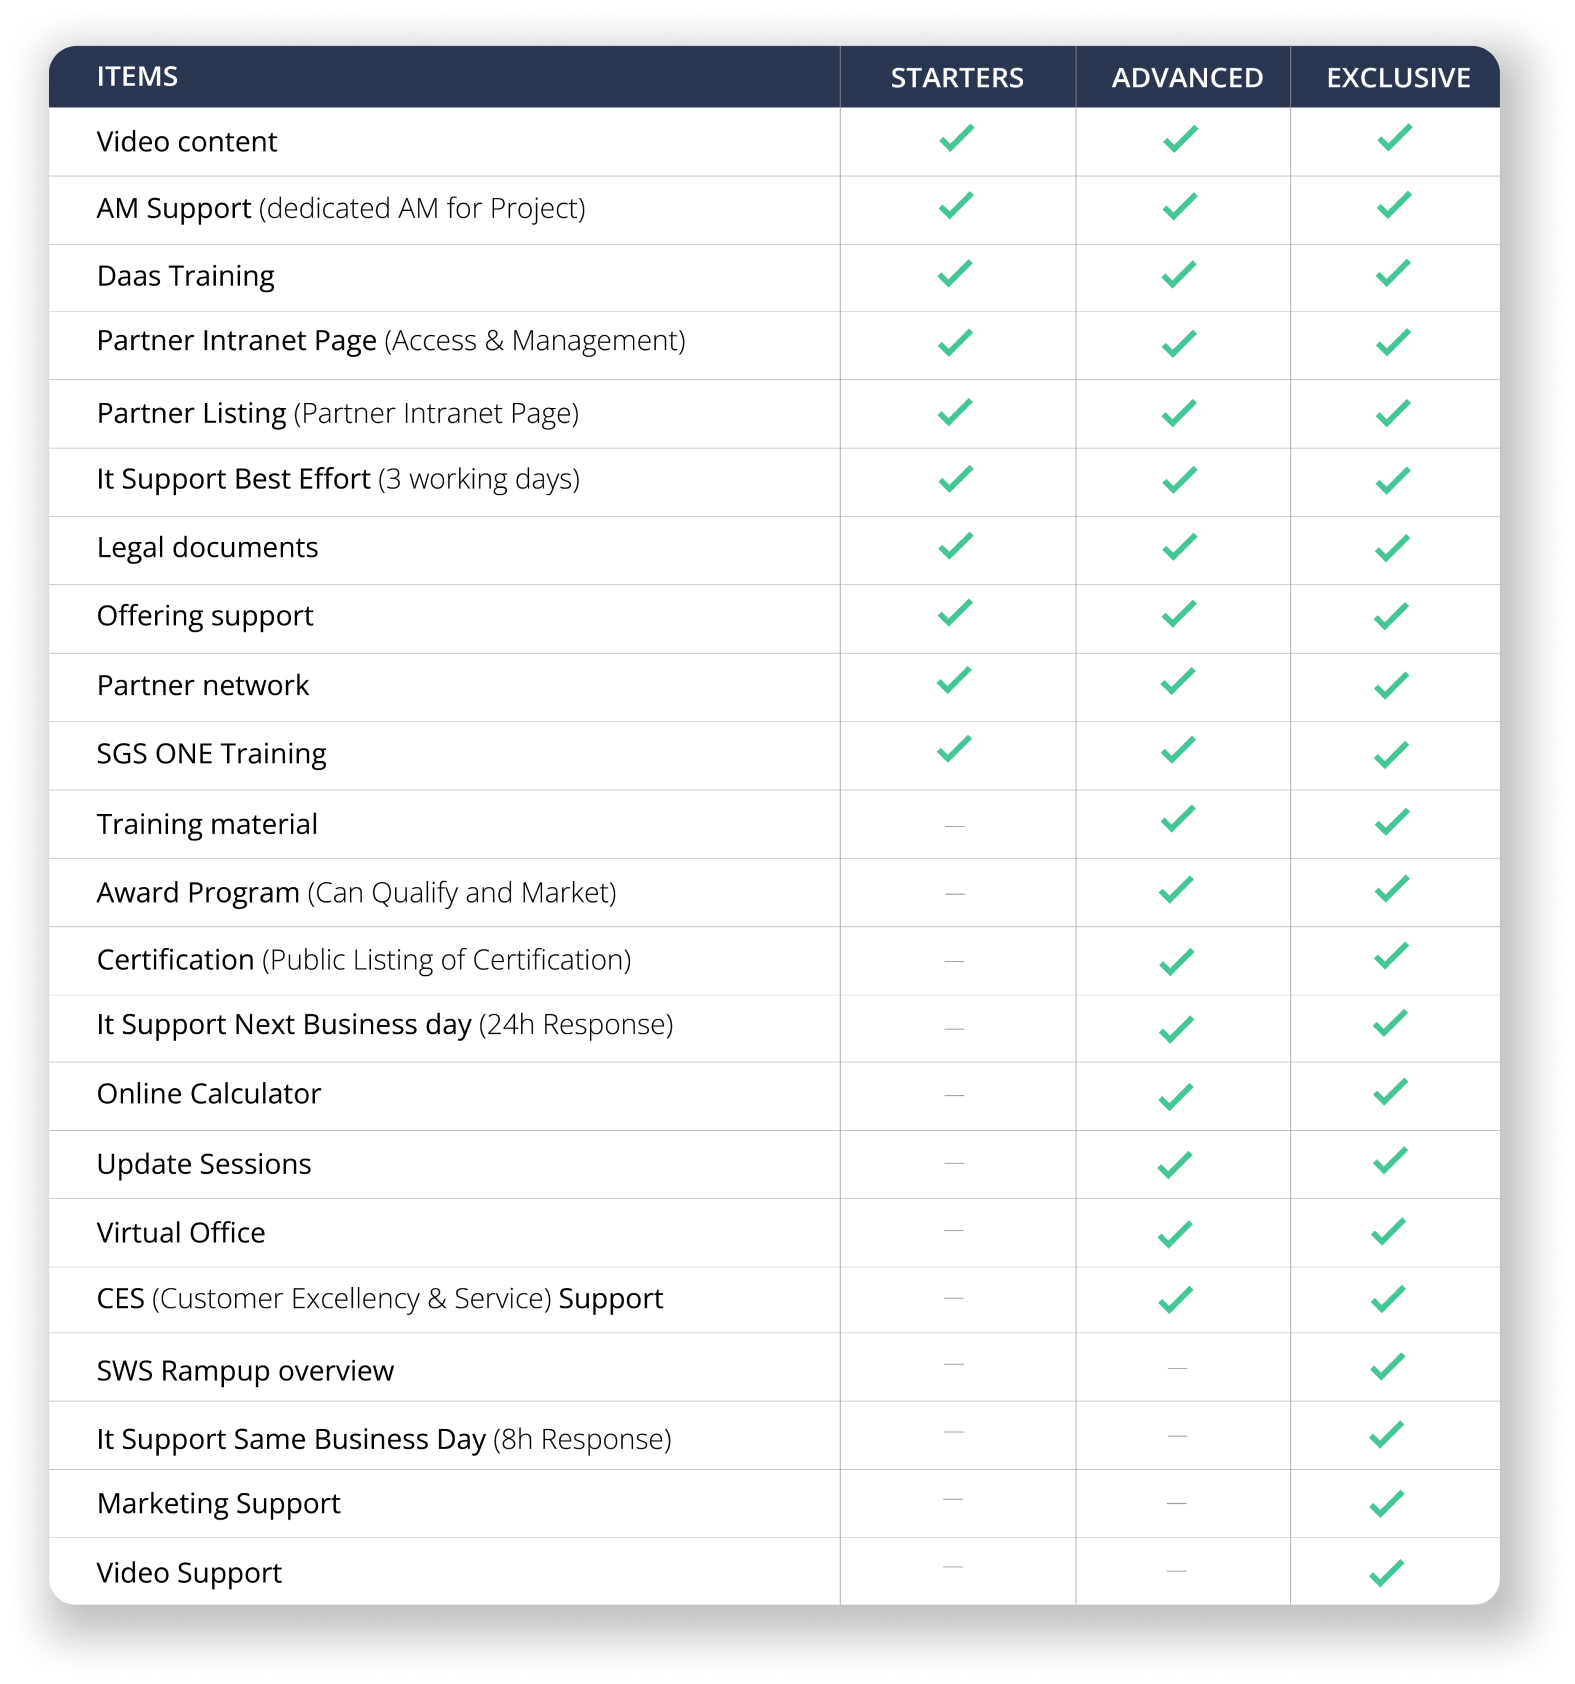 ITEMS STARTERS ADVANCED EXCLUSIVE
Video content
AM Support (dedicated AM for Project)
Daas Training
Partner Intranet Page (Access & Management)
Partner Listing (Partner Intranet Page)
It Support Best Effort (3 working days)
Legal documents
Offering support
Partner network
SGS ONE Training
Training material
Award Program (Can Qualify and Market)
Certification (Public Listing of Certification)
It Support Next Business day (24h Response)
Online Calculator
Update Sessions
Virtual Office
CES (Customer Excellency & Service) Support
SWS Rampup overview
It Support Same Business Day (8h Response)
Marketing Support
Video Support